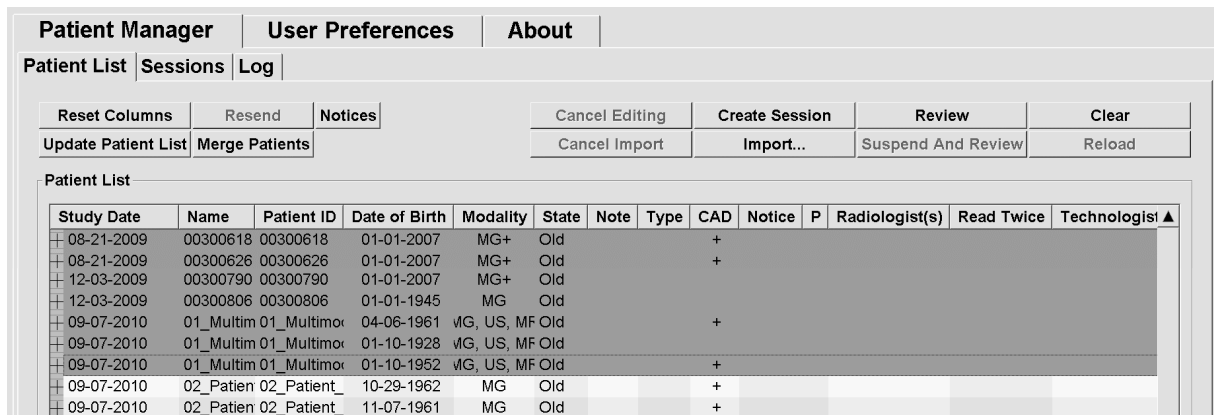 Patient Manager User Preferences About
Patient List Sessions Log
Reset Columns Resend Notices Cancel Editing Create Session Review Clear
Update Patient List Merge Patients Cancel Import Import... Suspend And Review Reload
Patient List
Study Date Name Patient ID Date of Birth Modality State Note Type CAD Notice P Radiologist(s) Read Twice Technologist
08-21-2009 00300618 00300618 01-01-2007 MG+ Old +
08-21-2009 00300626 00300626 01-01-2007 MG+ Old +
12-03-2009 00300790 00300790 01-01-2007 MG+ Old
12-03-2009 00300806 00300806 01-01-1945 MG Old
09-07-2010 01_Multim 01_Multimo 04-06-1961 MG, US, MF Old +
09-07-2010 01_Multim 01_Multimo 01-10-1928 MG, US, MF Old
09-07-2010 01_Multim 01_Multimo 01-10-1952 MG, US, MF Old +
09-07-2010 02_Patien 02_Patient_ 10-29-1962 MG Old +
09-07-2010 02_Patien 02_Patient_ 11-07-1961 MG Old +